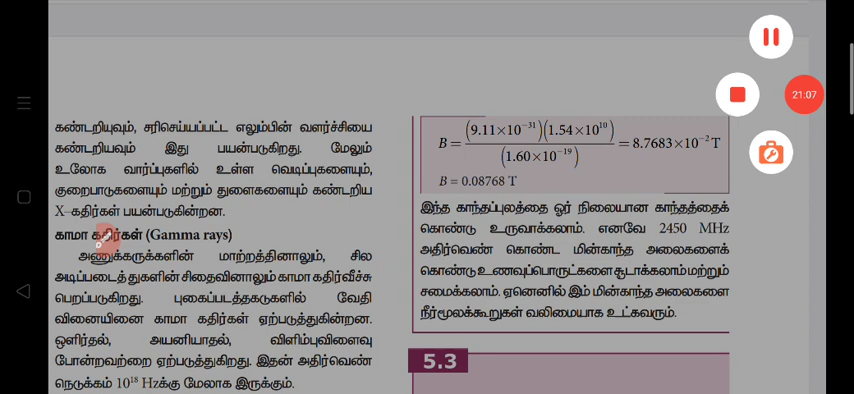 கண்டறியவும், சரிசெய்யப்பட்ட எலும்பின் வளர்ச்சியை
கண்டறியவும் இது பயன்படுகிறது. மேலும்
உலோக வார்ப்புகளில் உள்ள வெடிப்புகளையும்,
குறைபாடுகளையும் மற்றும் துளைகளையும் கண்டறிய
X–கதிர்கள் பயன்படுகின்றன.
காமா கதிர்கள் (Gamma rays)
அணுக்கருக்களின் மாற்றத்தினாலும், சில
அடிப்படைத் துகளின் சிதைவினாலும் காமா கதிர்வீச்சு
பெறப்படுகிறது. புகைப்படத்தகடுகளில் வேதி
வினையினை காமா கதிர்கள் ஏற்படுத்துகின்றன.
ஒளிர்தல், அயனியாதல், விளிம்புவிளைவு
போன்றவற்றை ஏற்படுத்துகிறது. இதன் அதிர்வெண்
நெடுக்கம் 10¹⁸ Hzக்கு மேலாக இருக்கும்.
B = (9.11×10⁻³¹)(1.54×10¹⁰) / (1.60×10⁻¹⁹) = 8.7683×10⁻² T
B = 0.08768 T
இந்த காந்தப்புலத்தை ஓர் நிலையான காந்தத்தைக்
கொண்டு உருவாக்கலாம். எனவே 2450 MHz
அதிர்வெண் கொண்ட மின்காந்த அலைகளைக்
கொண்டு உணவுப்பொருட்களை சூடாக்கலாம் மற்றும்
சமைக்கலாம். ஏனெனில் இம் மின்காந்த அலைகளை
நீர்மூலக்கூறுகள் வலிமையாக உட்கவரும்.
5.3
21:07